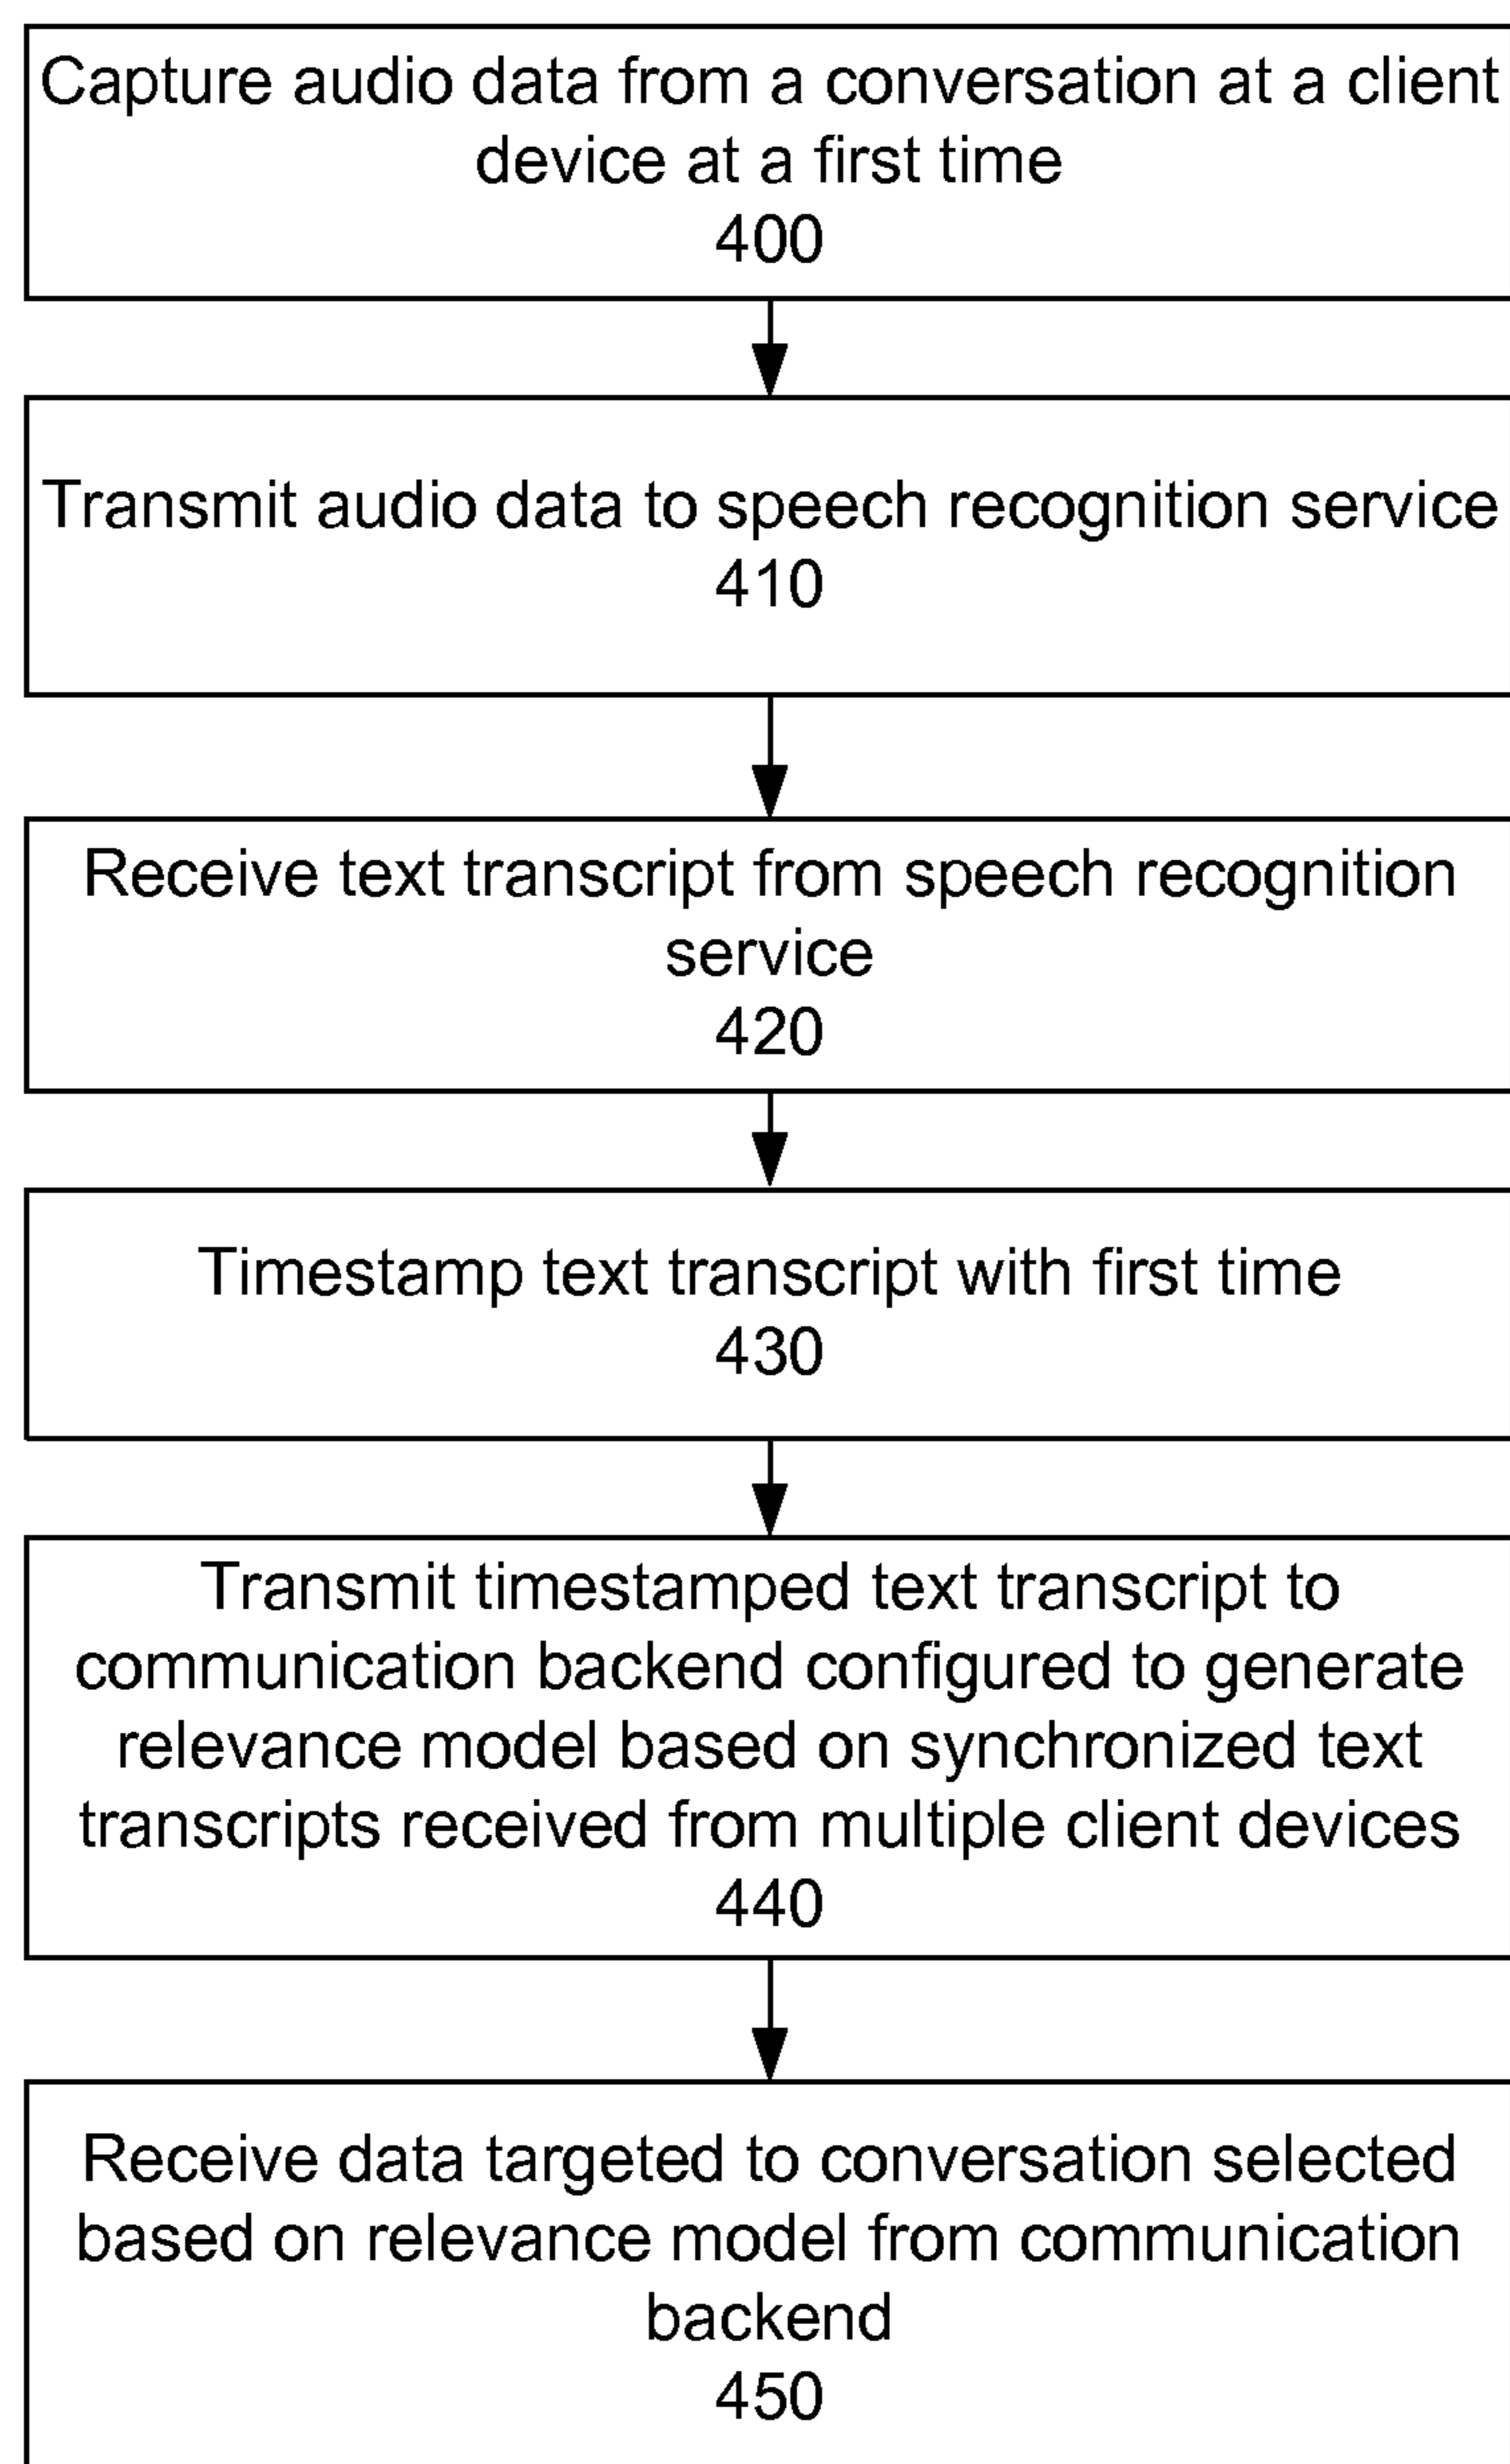 Capture audio data from a conversation at a client
device at a first time
400
Transmit audio data to speech recognition service
410
Receive text transcript from speech recognition
service
420
Timestamp text transcript with first time
430
Transmit timestamped text transcript to
communication backend configured to generate
relevance model based on synchronized text
transcripts received from multiple client devices
440
Receive data targeted to conversation selected
based on relevance model from communication
backend
450